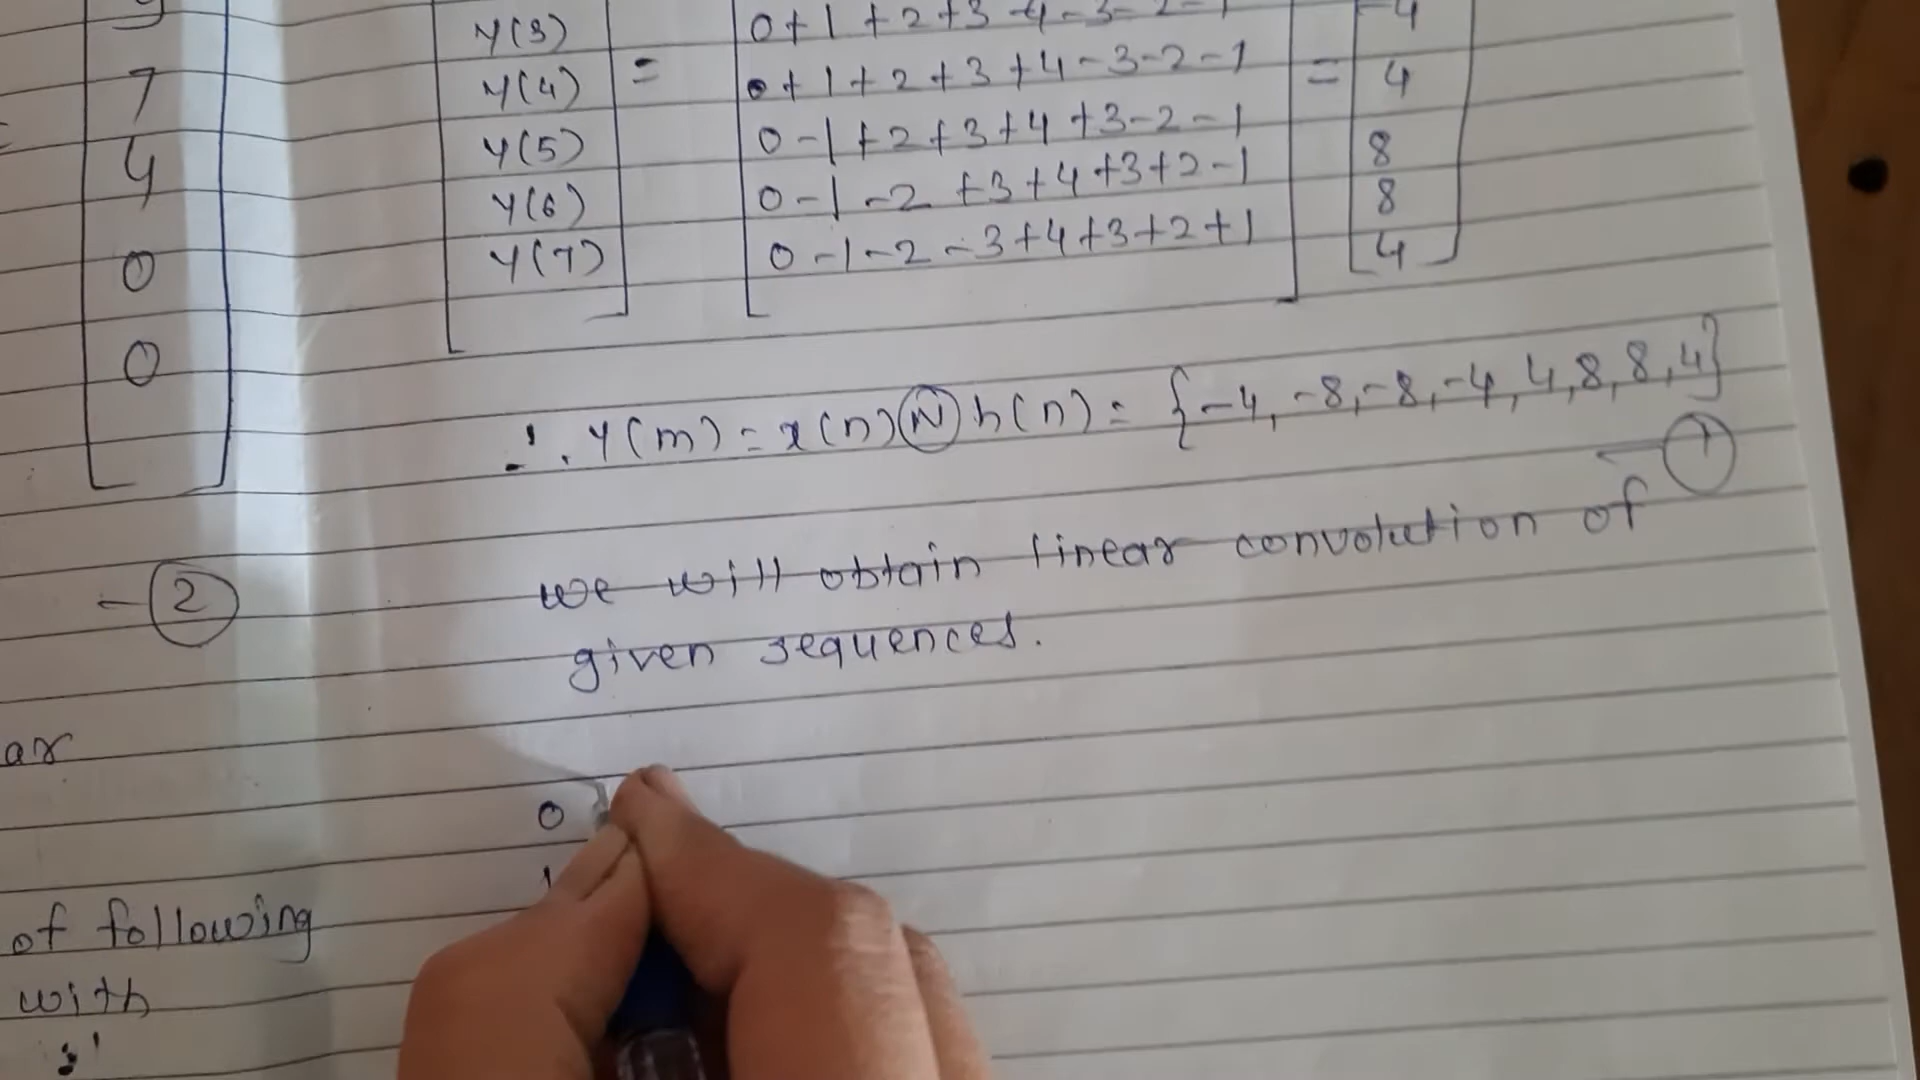 7
4
0
0
- 2
ar
of following
with
y(3) 0+1+2+3-4-3-2-1 -4
y(4) = 0+1+2+3+4-3-2-1 = 4
y(5) 0-1+2+3+4+3-2-1 8
y(6) 0-1-2+3+4+3+2-1 8
y(7) 0-1-2-3+4+3+2+1 4
∴ y(m) = x(n) Ⓝ h(n) = {-4, -8, -8, -4, 4, 8, 8, 4}
- 1
we will obtain linear convolution of
given sequences.
0
1